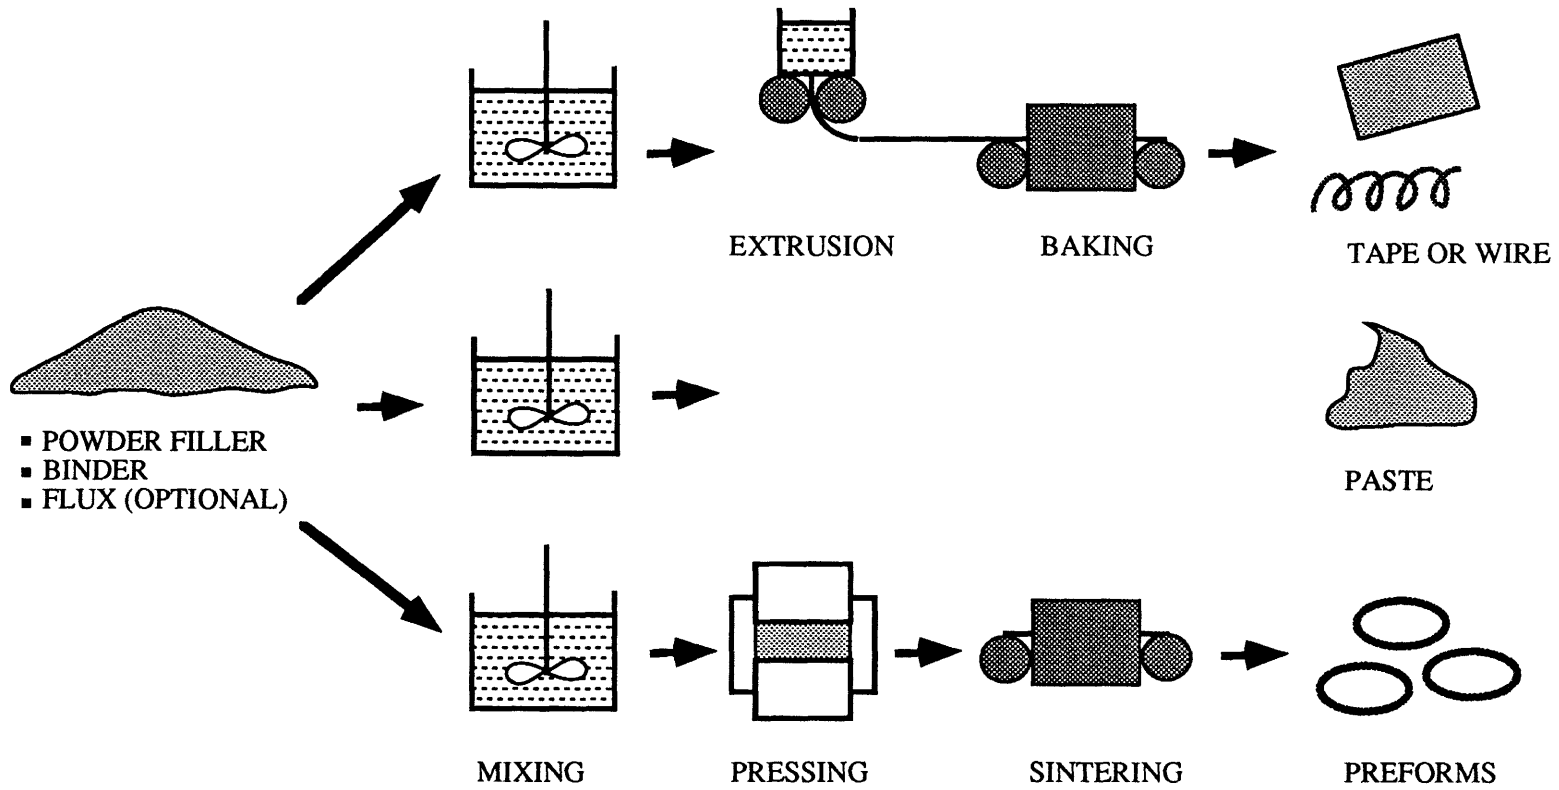 EXTRUSION
BAKING
TAPE OR WIRE
▪ POWDER FILLER
▪ BINDER
▪ FLUX (OPTIONAL)
PASTE
MIXING
PRESSING
SINTERING
PREFORMS